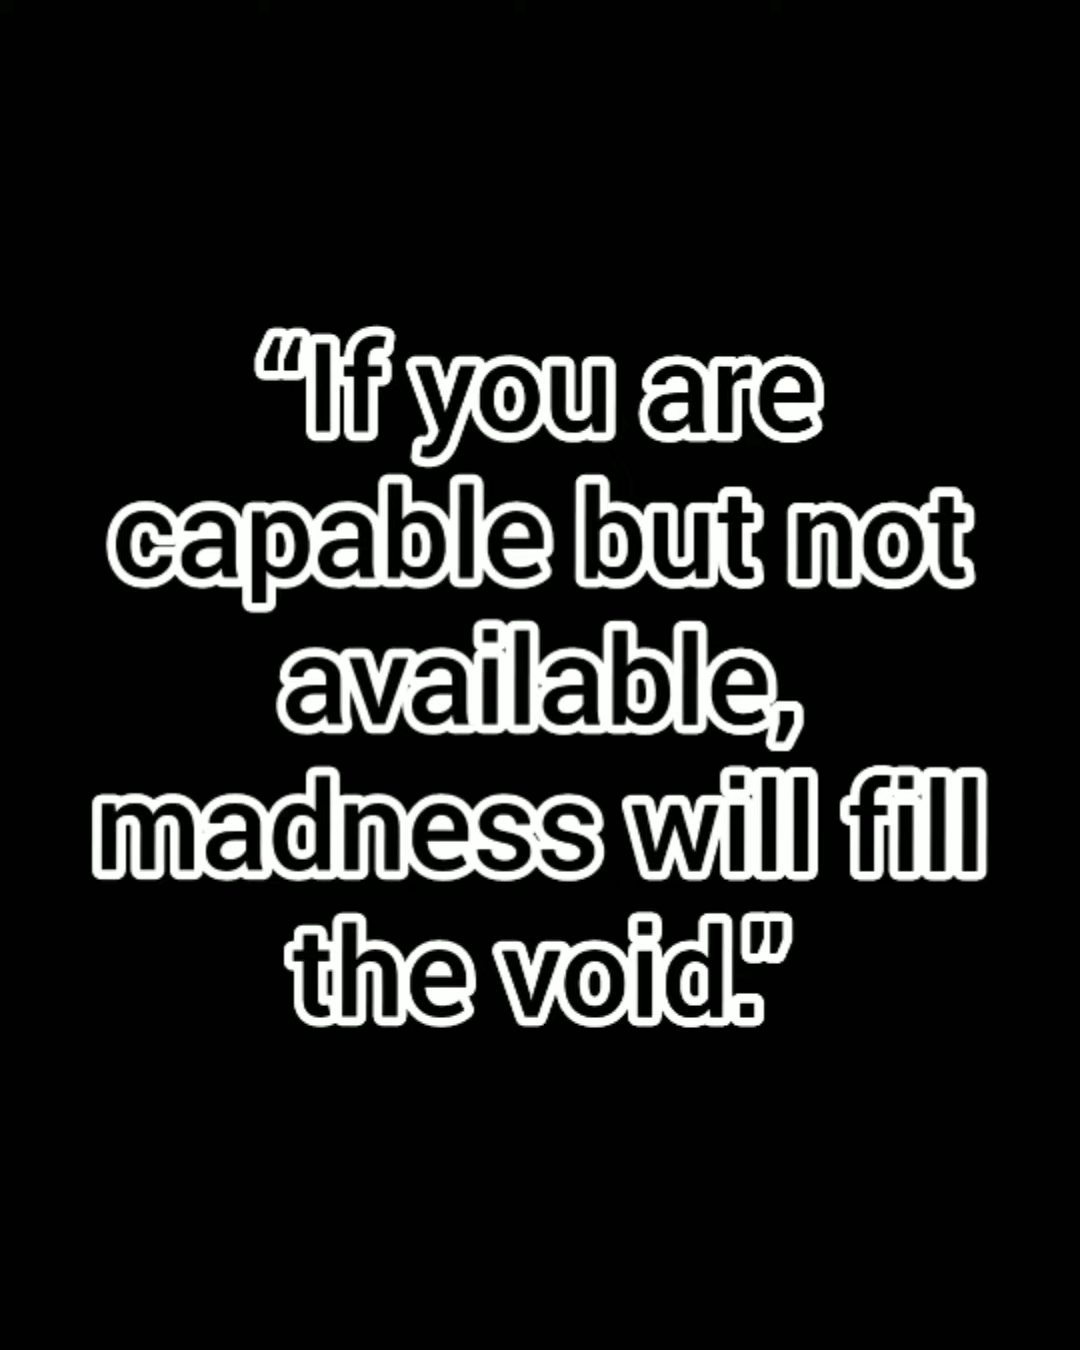 “If you are
capable but not
available,
madness will fill
the void.”